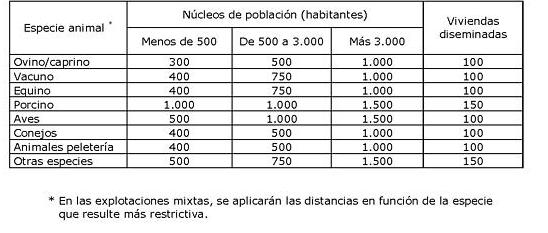 Especie animal * Núcleos de población (habitantes) Viviendas diseminadas
Menos de 500 De 500 a 3.000 Más 3.000
Ovino/caprino 300 500 1.000 100
Vacuno 400 750 1.000 100
Equino 400 750 1.000 100
Porcino 1.000 1.000 1.500 150
Aves 500 1.000 1.500 100
Conejos 400 500 1.000 100
Animales peletería 400 500 1.000 100
Otras especies 500 750 1.500 150
* En las explotaciones mixtas, se aplicarán las distancias en función de la especie
que resulte más restrictiva.